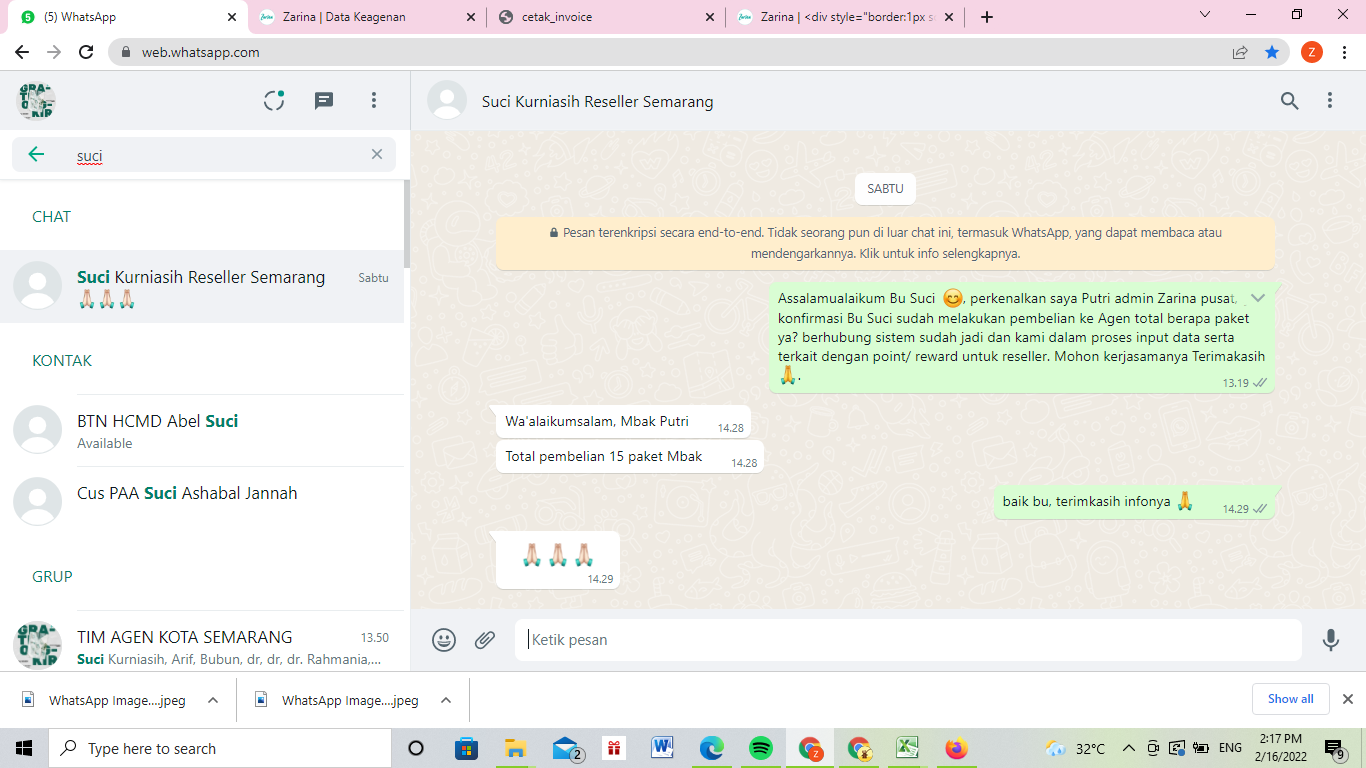 (5) WhatsApp
Zarina | Data Keagenan
cetak_invoice
Zarina | <div style="border:1px s
web.whatsapp.com
Z
GRA-
TO
KIR
suci
CHAT
Suci Kurniasih Reseller Semarang
Sabtu
🙏🏻🙏🏻🙏🏻
KONTAK
BTN HCMD Abel Suci
Available
Cus PAA Suci Ashabal Jannah
GRUP
TIM AGEN KOTA SEMARANG
13.50
Suci Kurniasih, Arif, Bubun, dr, dr, dr. Rahmania,...
Suci Kurniasih Reseller Semarang
SABTU
Pesan terenkripsi secara end-to-end. Tidak seorang pun di luar chat ini, termasuk WhatsApp, yang dapat membaca atau
mendengarkannya. Klik untuk info selengkapnya.
Assalamualaikum Bu Suci 😊, perkenalkan saya Putri admin Zarina pusat,
konfirmasi Bu Suci sudah melakukan pembelian ke Agen total berapa paket
ya? berhubung sistem sudah jadi dan kami dalam proses input data serta
terkait dengan point/ reward untuk reseller. Mohon kerjasamanya Terimakasih
🙏.
13.19
Wa'alaikumsalam, Mbak Putri
14.28
Total pembelian 15 paket Mbak
14.28
baik bu, terimkasih infonya 🙏
14.29
🙏🏻🙏🏻🙏🏻
14.29
Ketik pesan
WhatsApp Image....jpeg
WhatsApp Image....jpeg
Show all
Type here to search
2
Z
32°C
ENG
2:17 PM
2/16/2022
9